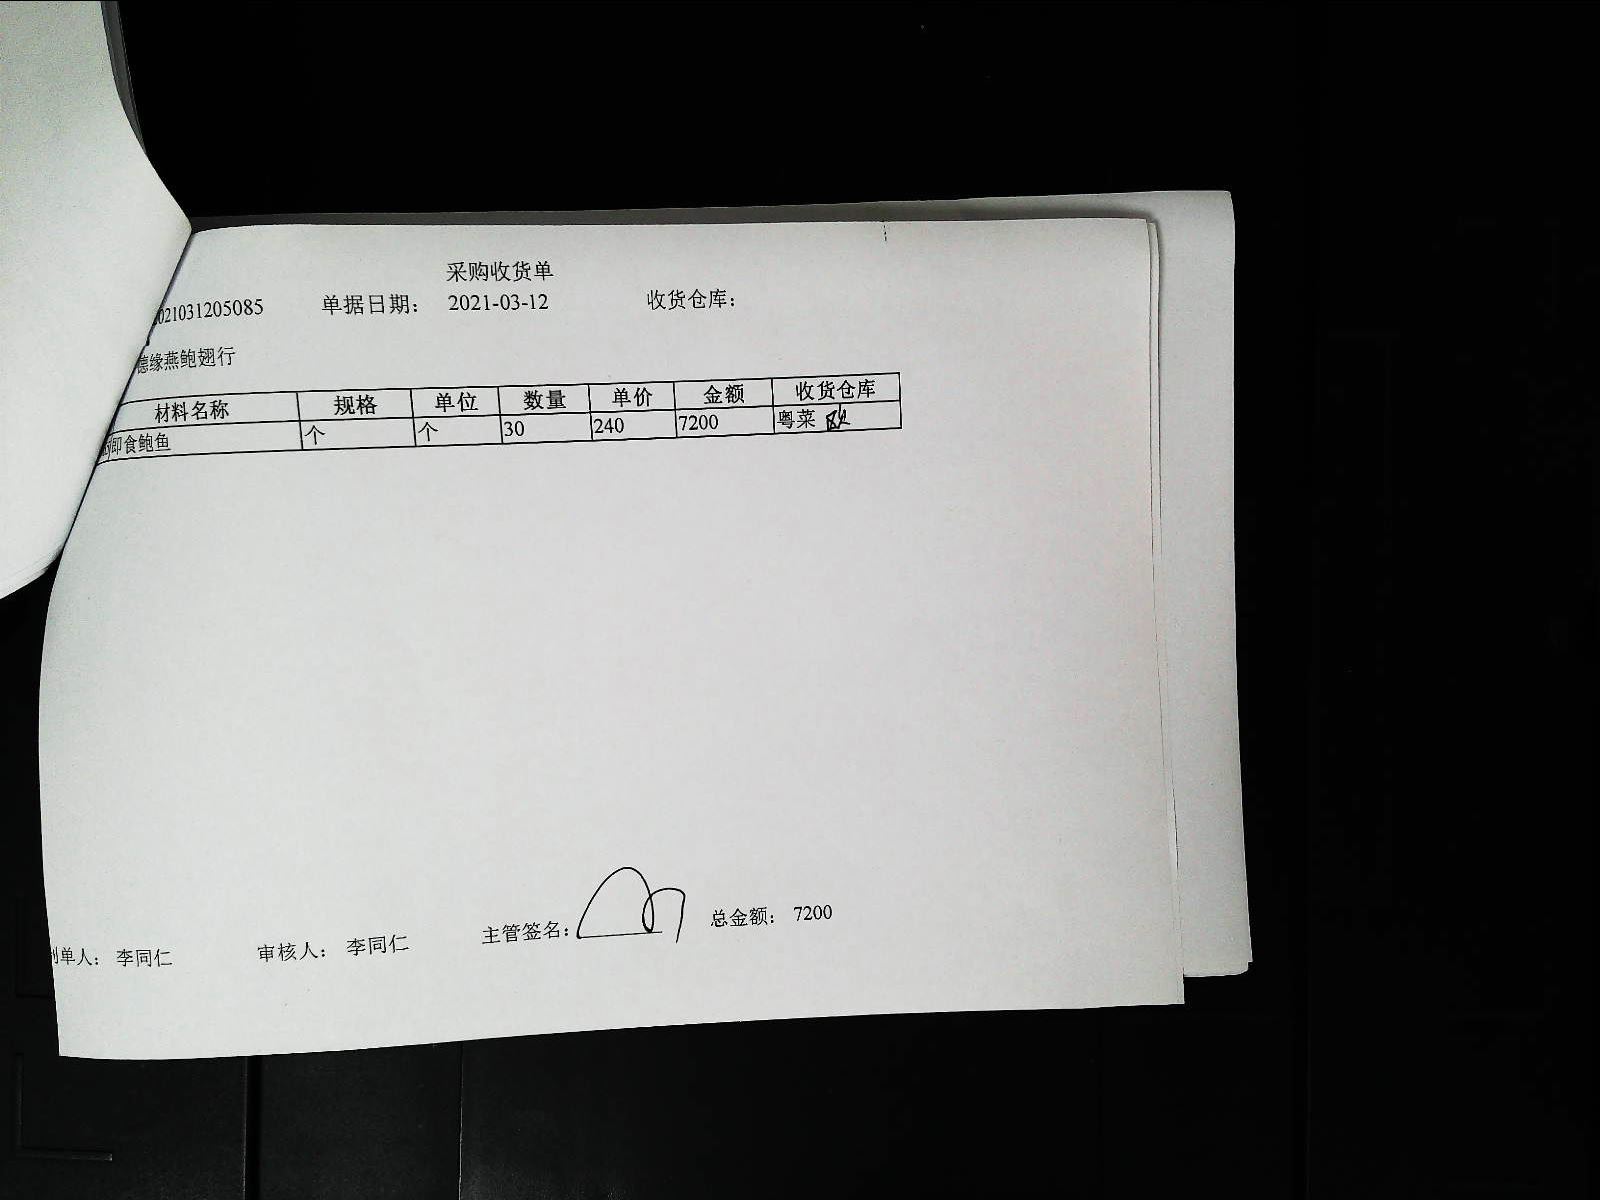 采购收货单
2021031205085 单据日期： 2021-03-12 收货仓库：
德缘燕鲍翅行
材料名称 规格 单位 数量 单价 金额 收货仓库
即食鲍鱼 个 个 30 240 7200 粤菜
制单人： 李同仁 审核人： 李同仁 主管签名： 总金额： 7200